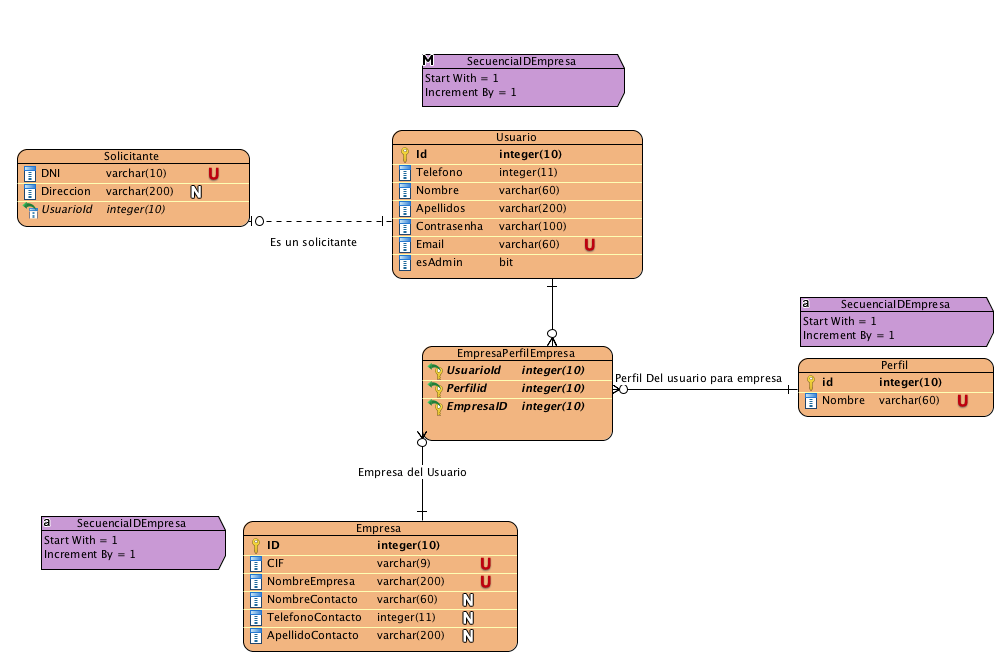 M SecuenciaIDEmpresa
Start With = 1
Increment By = 1
Usuario
Id integer(10)
Telefono integer(11)
Nombre varchar(60)
Apellidos varchar(200)
Contrasenha varchar(100)
Email varchar(60) U
esAdmin bit
Solicitante
DNI varchar(10) U
Direccion varchar(200) N
UsuarioId integer(10)
Es un solicitante
a SecuenciaIDEmpresa
Start With = 1
Increment By = 1
EmpresaPerfilEmpresa
UsuarioId integer(10)
Perfilid integer(10)
EmpresaID integer(10)
Perfil Del usuario para empresa
Perfil
id integer(10)
Nombre varchar(60) U
Empresa del Usuario
a SecuenciaIDEmpresa
Start With = 1
Increment By = 1
Empresa
ID integer(10)
CIF varchar(9) U
NombreEmpresa varchar(200) U
NombreContacto varchar(60) N
TelefonoContacto integer(11) N
ApellidoContacto varchar(200) N